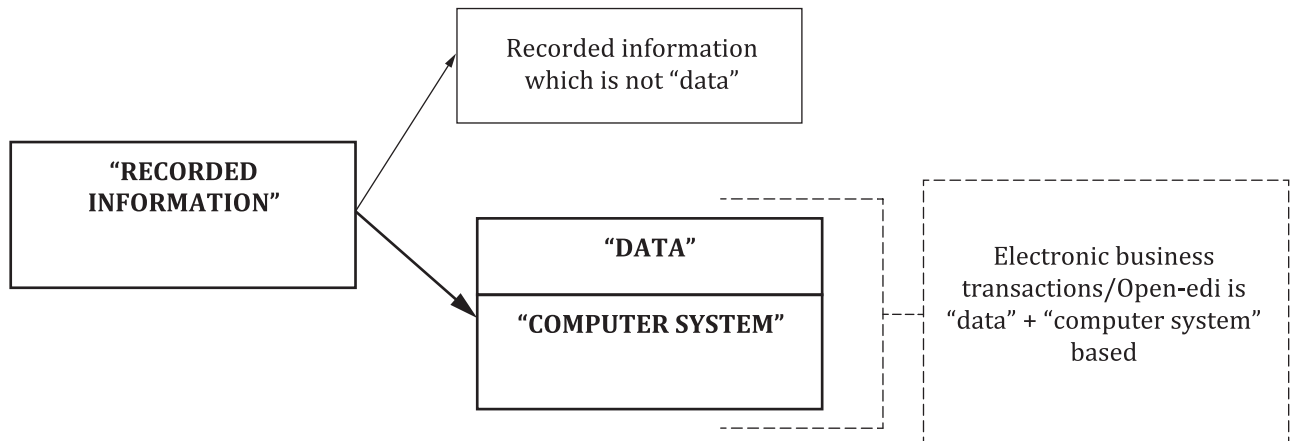 Recorded information
which is not “data”
“RECORDED
INFORMATION”
“DATA”
“COMPUTER SYSTEM”
Electronic business
transactions/Open-edi is
“data” + “computer system”
based